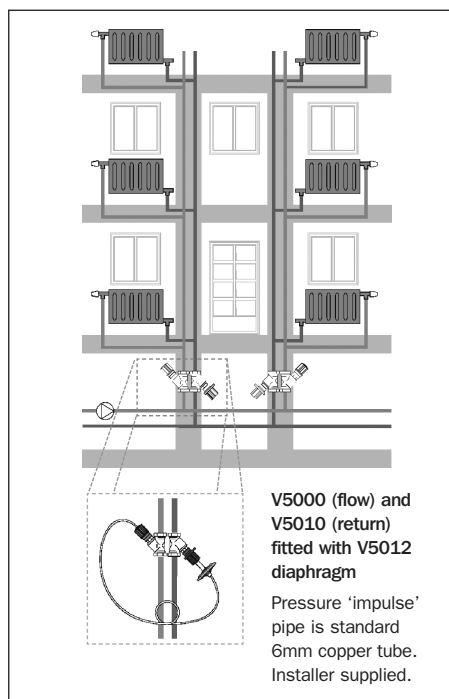 V5000 (flow) and
V5010 (return)
fitted with V5012
diaphragm
Pressure ‘impulse’
pipe is standard
6mm copper tube.
Installer supplied.